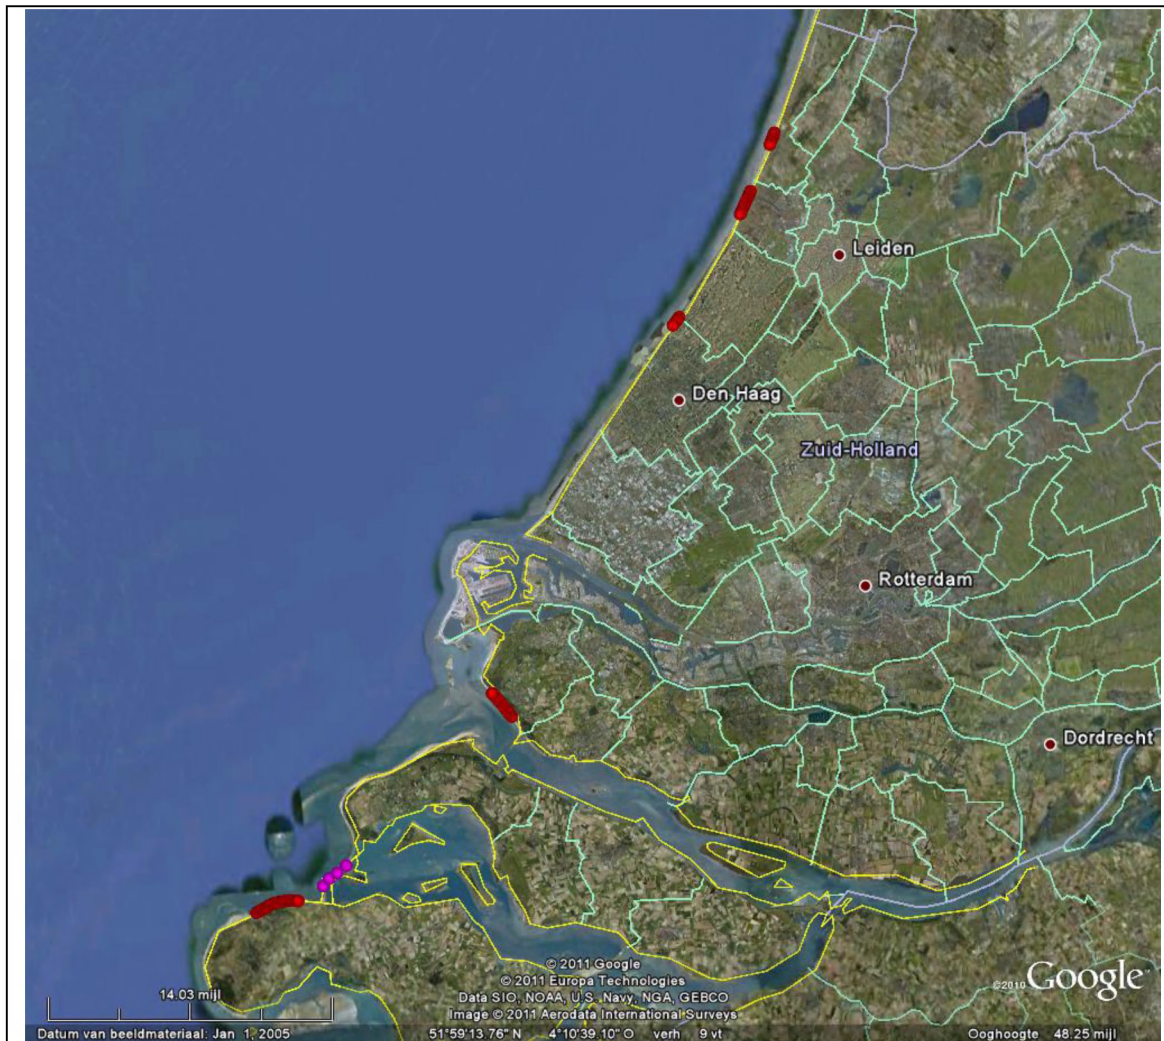 Leiden
Den Haag
Zuid-Holland
Rotterdam
Dordrecht
© 2011 Google
© 2011 Europa Technologies
Data SIO, NOAA, U.S. Navy, NGA, GEBCO
Image © 2011 Aerodata International Surveys
©2010 Google
14.03 mijl
Datum van beeldmateriaal: Jan 1, 2005 51°59'13.76" N 4°10'39.10" O verh 9 vt Ooghoogte 48.25 mijl